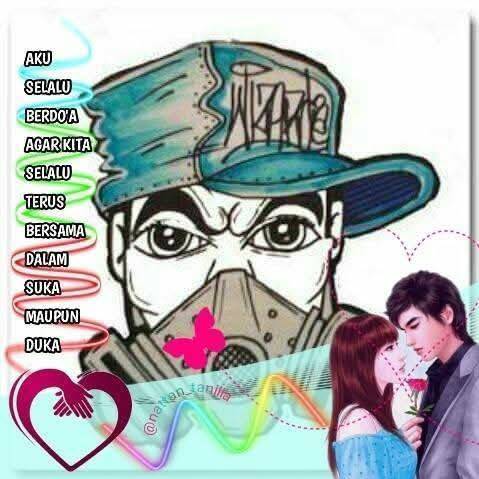 AKU
SELALU
BERDO'A
AGAR KITA
SELALU
TERUS
BERSAMA
DALAM
SUKA
MAUPUN
DUKA